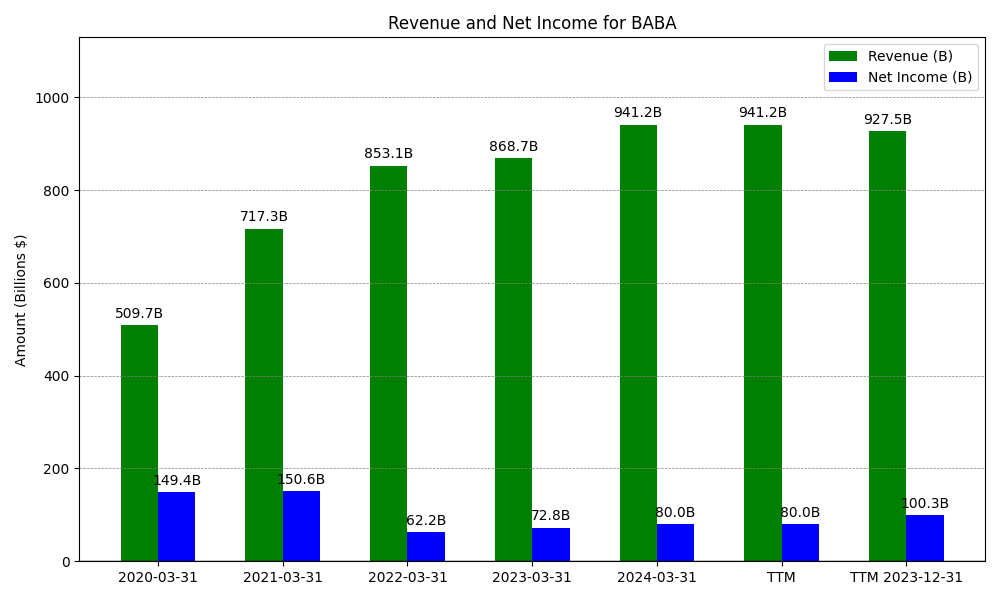 Revenue and Net Income for BABA
Revenue (B)
Net Income (B)
Amount (Billions $)
1000
800
600
400
200
0
509.7B
149.4B
717.3B
150.6B
853.1B
62.2B
868.7B
72.8B
941.2B
80.0B
941.2B
80.0B
927.5B
100.3B
2020-03-31
2021-03-31
2022-03-31
2023-03-31
2024-03-31
TTM
TTM 2023-12-31